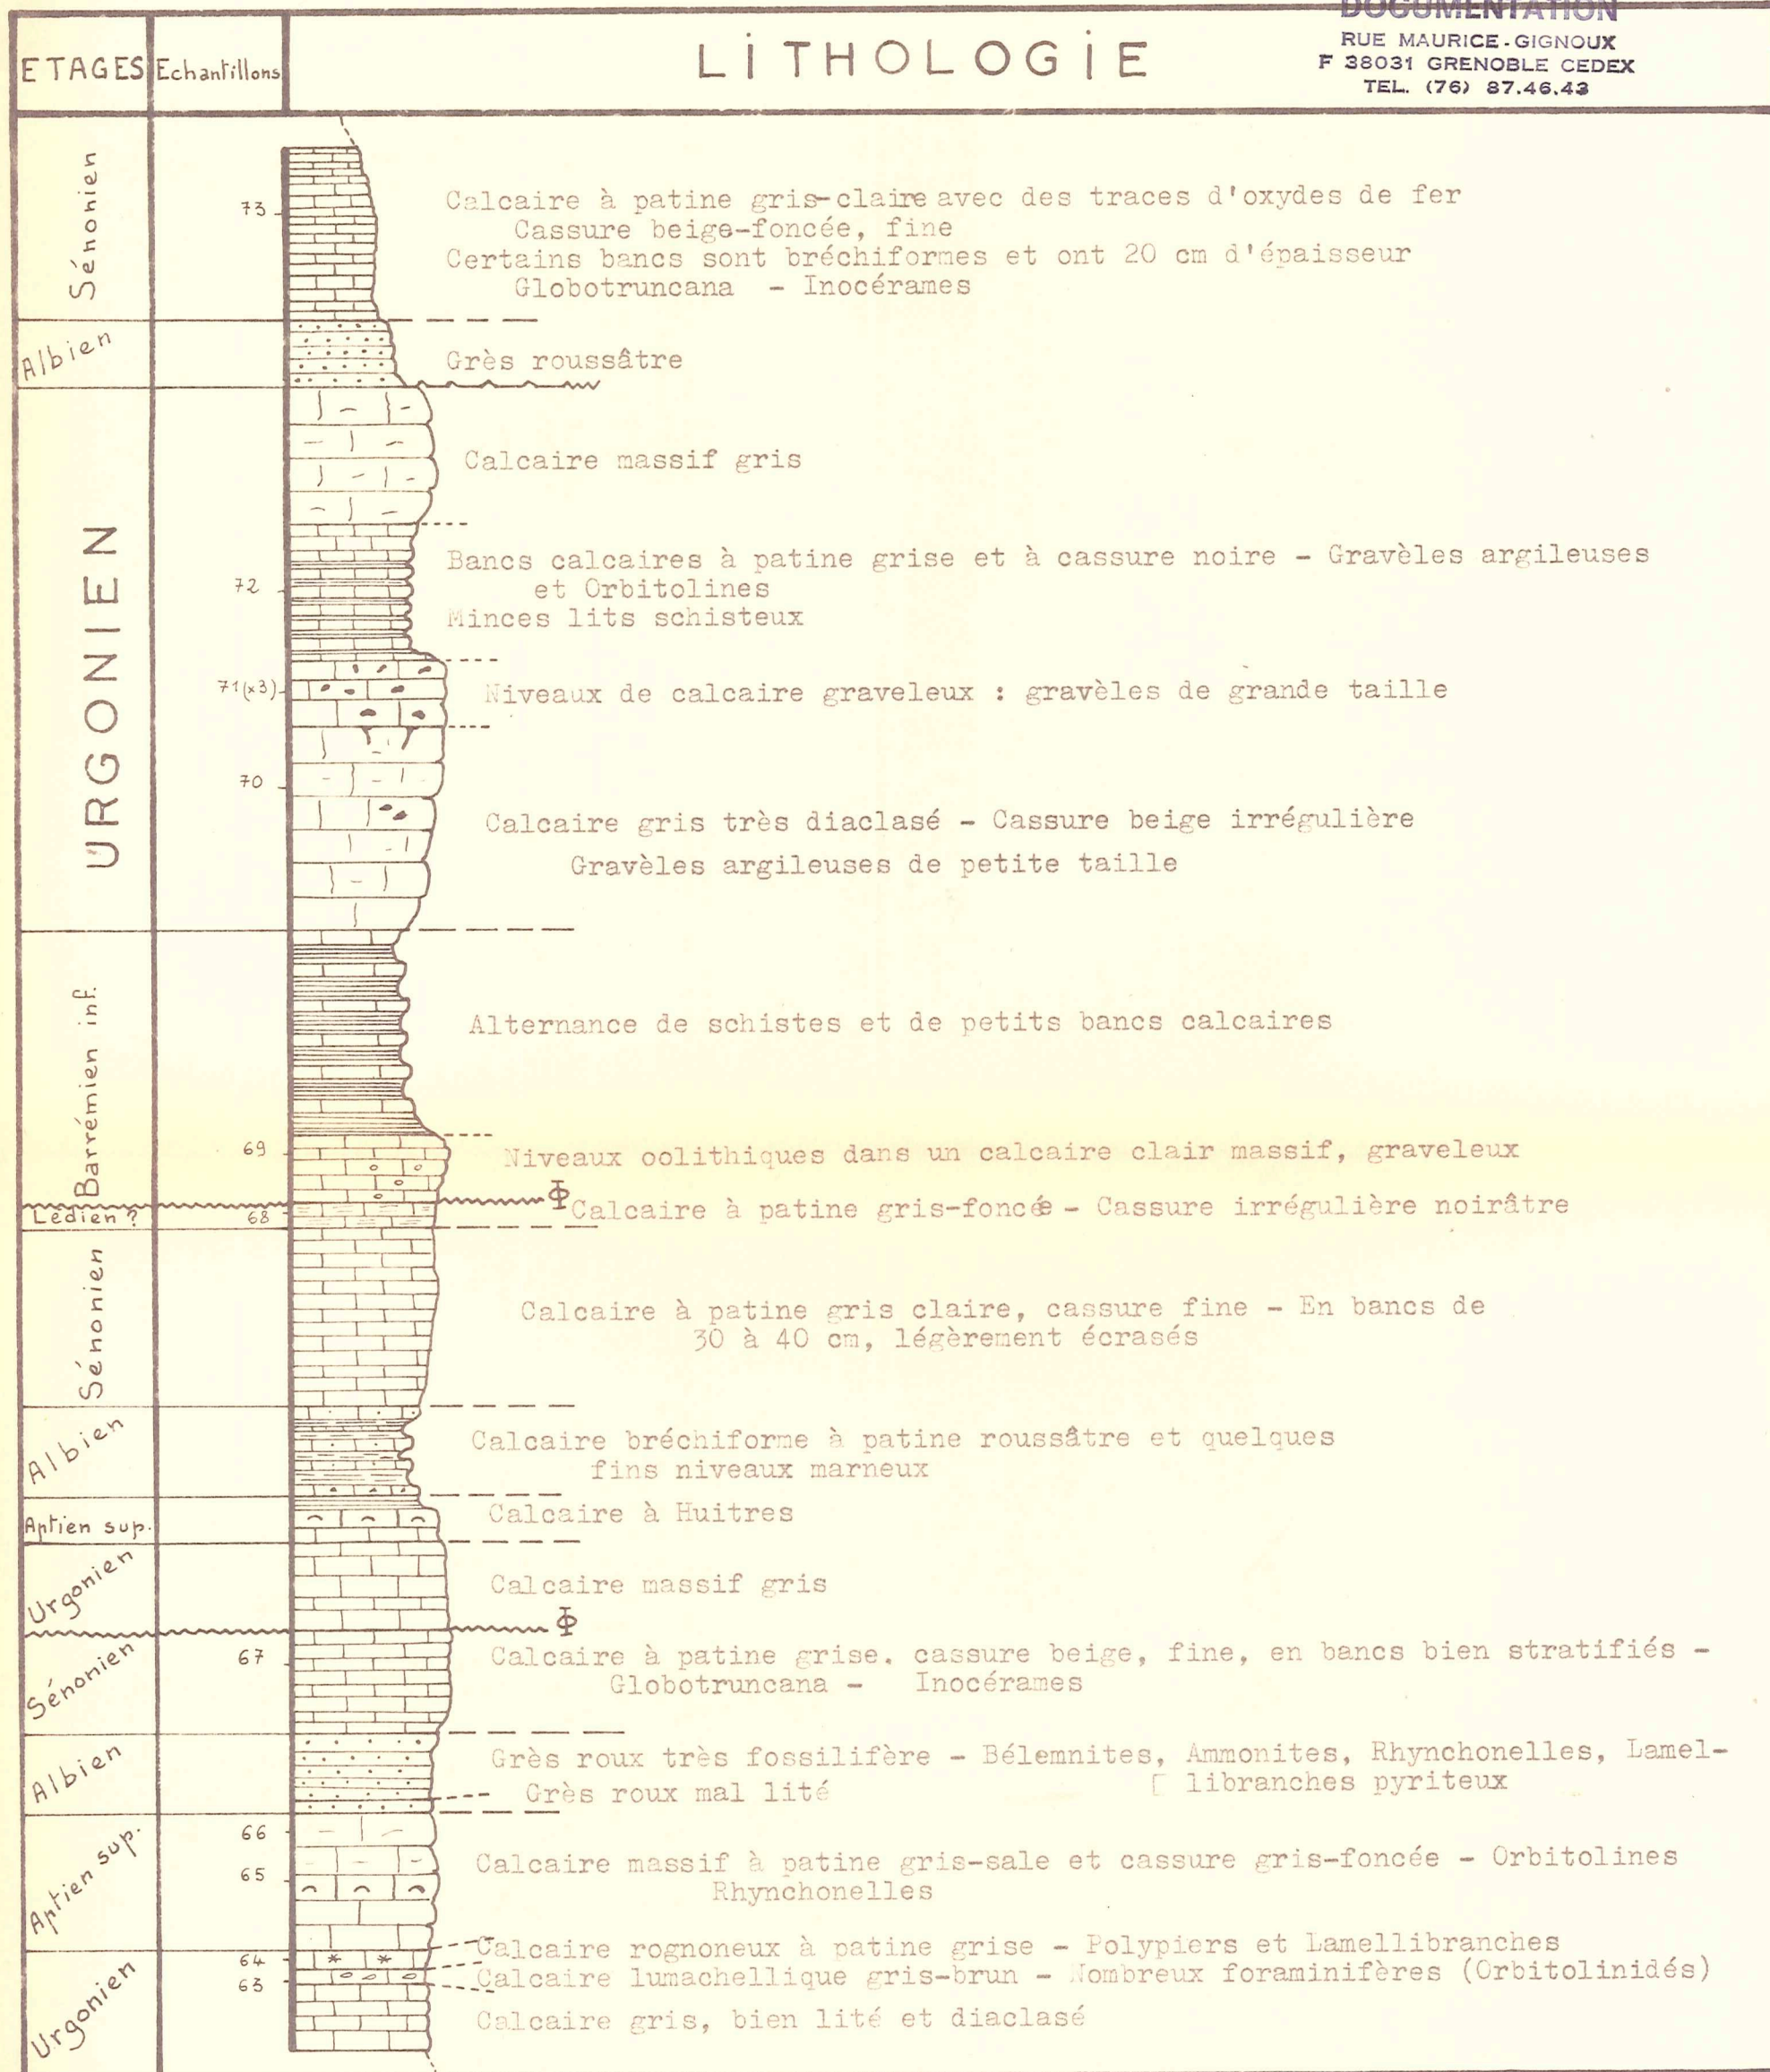 DOCUMENTATION
RUE MAURICE-GIGNOUX
F 38031 GRENOBLE CEDEX
TEL. (76) 87.46.43
ETAGES
Echantillons
LITHOLOGIE
Sénonien
73
Calcaire à patine gris-claire avec des traces d'oxydes de fer
Cassure beige-foncée, fine
Certains bancs sont bréchiformes et ont 20 cm d'épaisseur
Globotruncana - Inocérames
Albien
Grès roussâtre
URGONIEN
Calcaire massif gris
72
Bancs calcaires à patine grise et à cassure noire - Gravèles argileuses
et Orbitolines
Minces lits schisteux
71(x3)
Niveaux de calcaire graveleux : gravèles de grande taille
70
Calcaire gris très diaclasé - Cassure beige irrégulière
Gravèles argileuses de petite taille
Barrémien inf.
Alternance de schistes et de petits bancs calcaires
69
Niveaux oolithiques dans un calcaire clair massif, graveleux
Φ
Lédien ?
68
Calcaire à patine gris-foncée - Cassure irrégulière noirâtre
Sénonien
Calcaire à patine gris claire, cassure fine - En bancs de
30 à 40 cm, légèrement écrasés
Albien
Calcaire bréchiforme à patine roussâtre et quelques
fins niveaux marneux
Aptien sup.
Calcaire à Huitres
Urgonien
Calcaire massif gris
Φ
Sénonien
67
Calcaire à patine grise. cassure beige, fine, en bancs bien stratifiés -
Globotruncana - Inocérames
Albien
Grès roux très fossilifère - Bélemnites, Ammonites, Rhynchonelles, Lamel-
[ libranches pyriteux
Grès roux mal lité
Aptien sup.
66
65
Calcaire massif à patine gris-sale et cassure gris-foncée - Orbitolines
Rhynchonelles
Urgonien
64
Calcaire rognoneux à patine grise - Polypiers et Lamellibranches
63
Calcaire lumachellique gris-brun - Nombreux foraminifères (Orbitolinidés)
Calcaire gris, bien lité et diaclasé